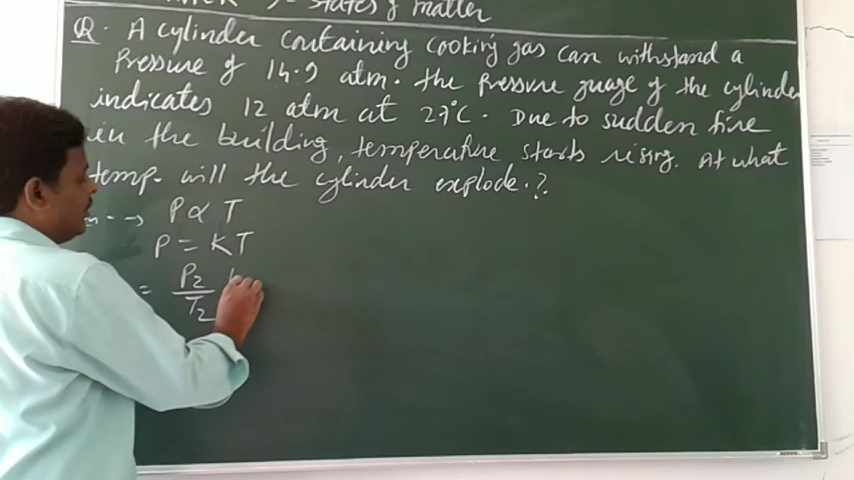 :- States of matter
Q. A cylinder containing cooking gas can withstand a
Pressure of 14.9 atm. The Pressure guage of the cylinder
indicates 12 atm at 27°C. Due to sudden fire
in the building, temperature starts rising. At what
temp. will the cylinder explode.?
P ∝ T
P = KT
= P2/T2